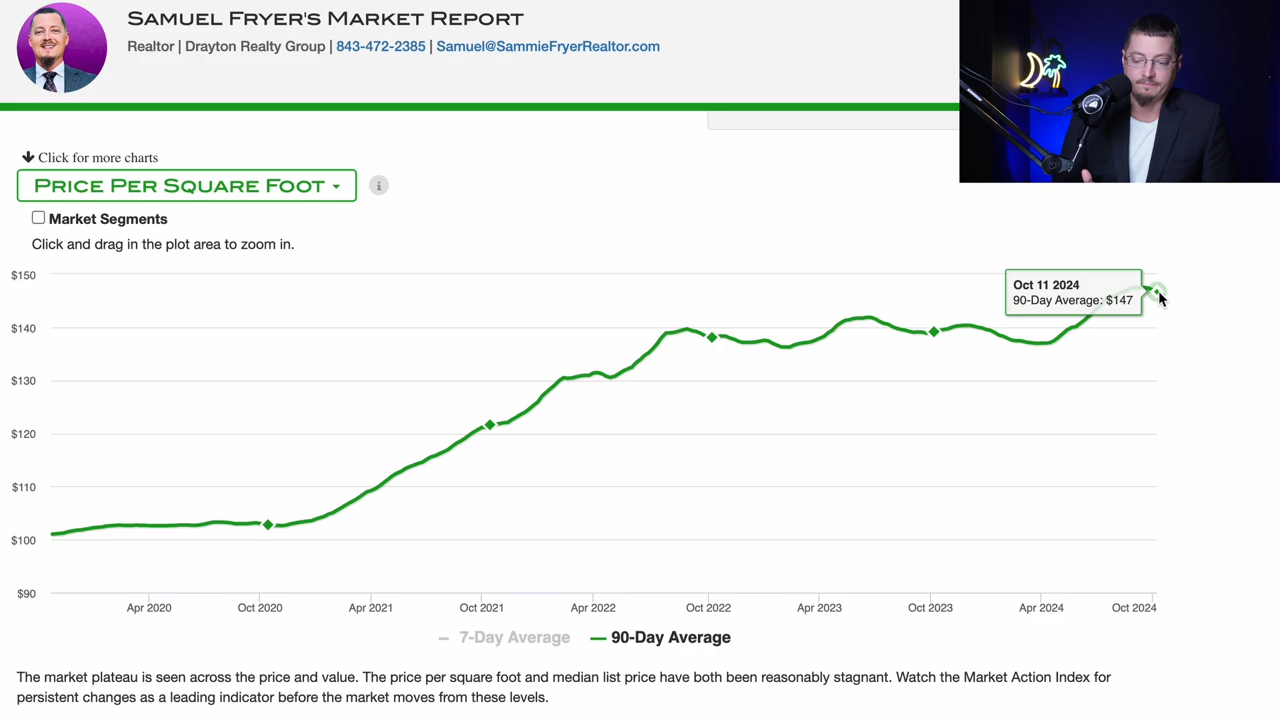 SAMUEL FRYER'S MARKET REPORT
Realtor | Drayton Realty Group | 843-472-2385 | Samuel@SammieFryerRealtor.com
Click for more charts
PRICE PER SQUARE FOOT
i
Market Segments
Click and drag in the plot area to zoom in.
$150
Oct 11 2024
90-Day Average: $147
$140
$130
$120
$110
$100
$90
Apr 2020 Oct 2020 Apr 2021 Oct 2021 Apr 2022 Oct 2022 Apr 2023 Oct 2023 Apr 2024 Oct 2024
7-Day Average 90-Day Average
The market plateau is seen across the price and value. The price per square foot and median list price have both been reasonably stagnant. Watch the Market Action Index for
persistent changes as a leading indicator before the market moves from these levels.